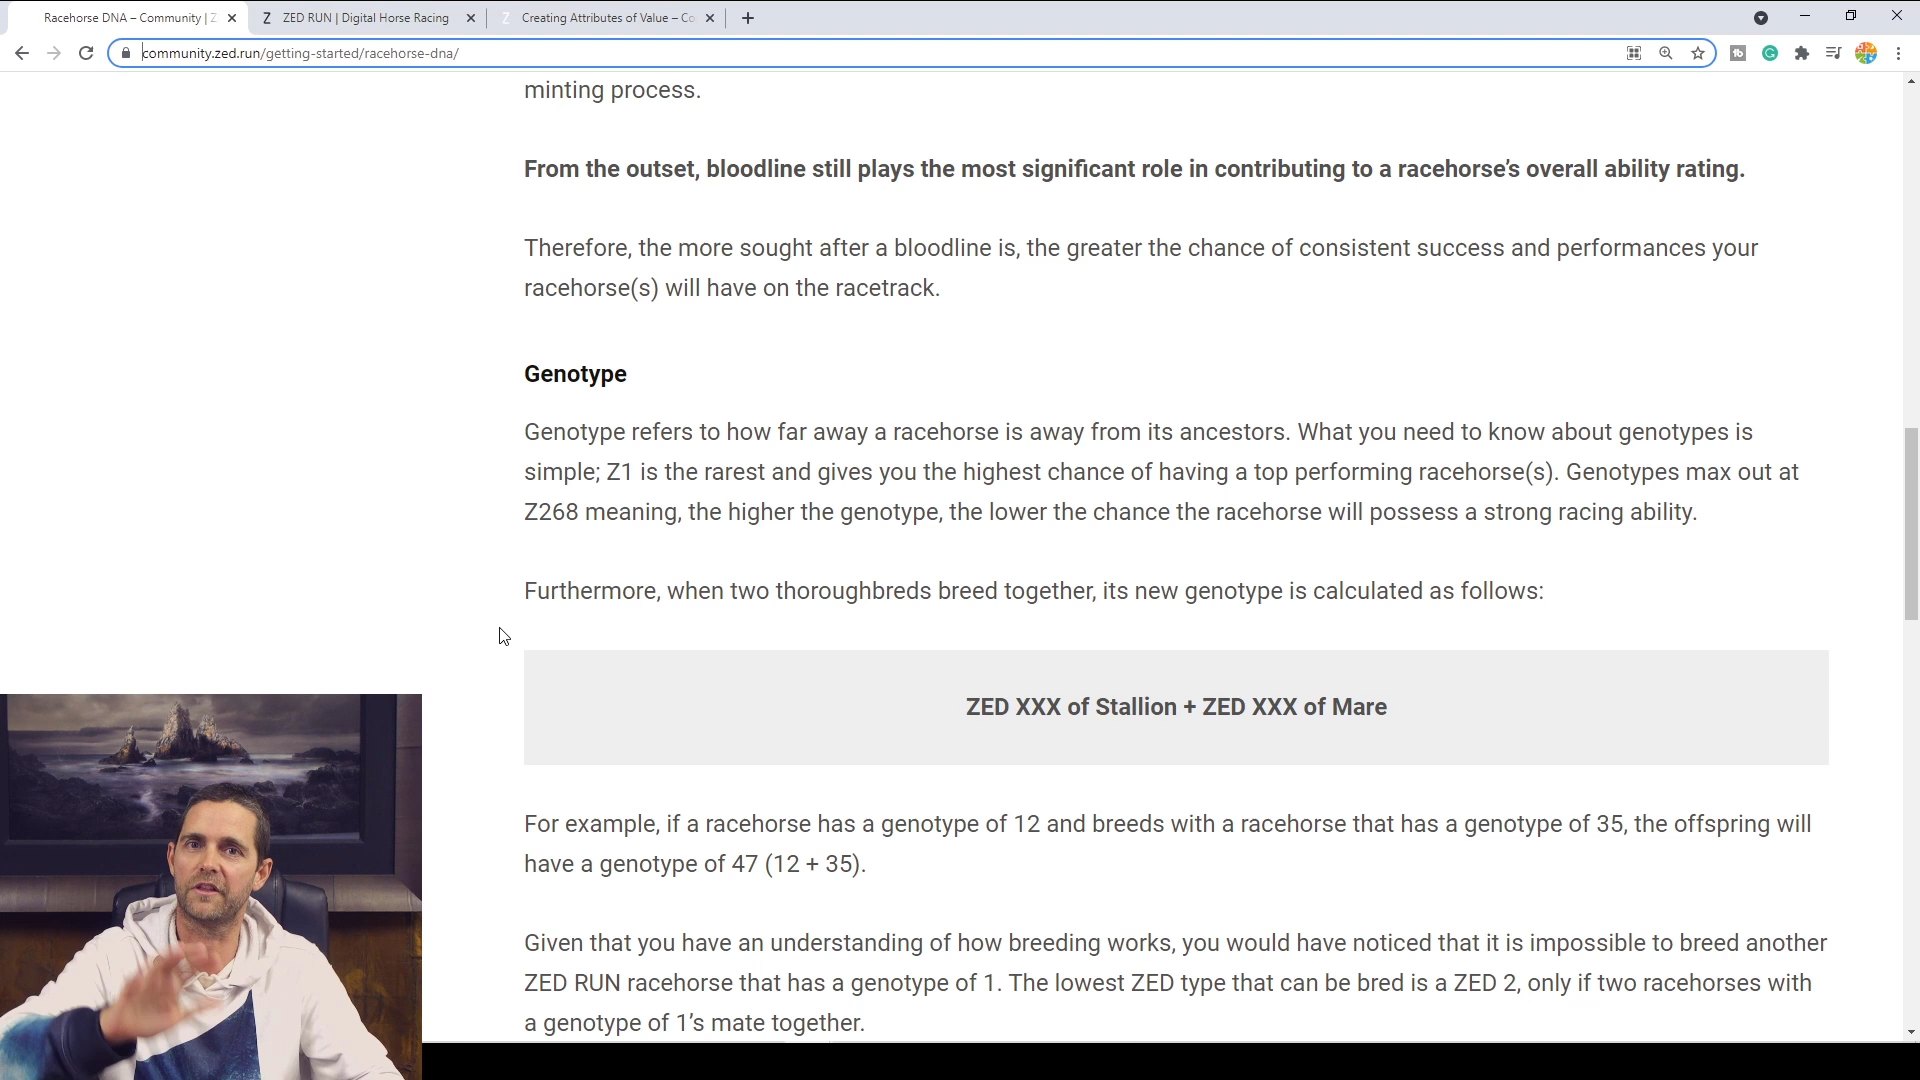 Racehorse DNA – Community | Z
ZED RUN | Digital Horse Racing
Creating Attributes of Value – Co
community.zed.run/getting-started/racehorse-dna/
minting process.
From the outset, bloodline still plays the most significant role in contributing to a racehorse’s overall ability rating.
Therefore, the more sought after a bloodline is, the greater the chance of consistent success and performances your
racehorse(s) will have on the racetrack.
Genotype
Genotype refers to how far away a racehorse is away from its ancestors. What you need to know about genotypes is
simple; Z1 is the rarest and gives you the highest chance of having a top performing racehorse(s). Genotypes max out at
Z268 meaning, the higher the genotype, the lower the chance the racehorse will possess a strong racing ability.
Furthermore, when two thoroughbreds breed together, its new genotype is calculated as follows:
ZED XXX of Stallion + ZED XXX of Mare
For example, if a racehorse has a genotype of 12 and breeds with a racehorse that has a genotype of 35, the offspring will
have a genotype of 47 (12 + 35).
Given that you have an understanding of how breeding works, you would have noticed that it is impossible to breed another
ZED RUN racehorse that has a genotype of 1. The lowest ZED type that can be bred is a ZED 2, only if two racehorses with
a genotype of 1’s mate together.